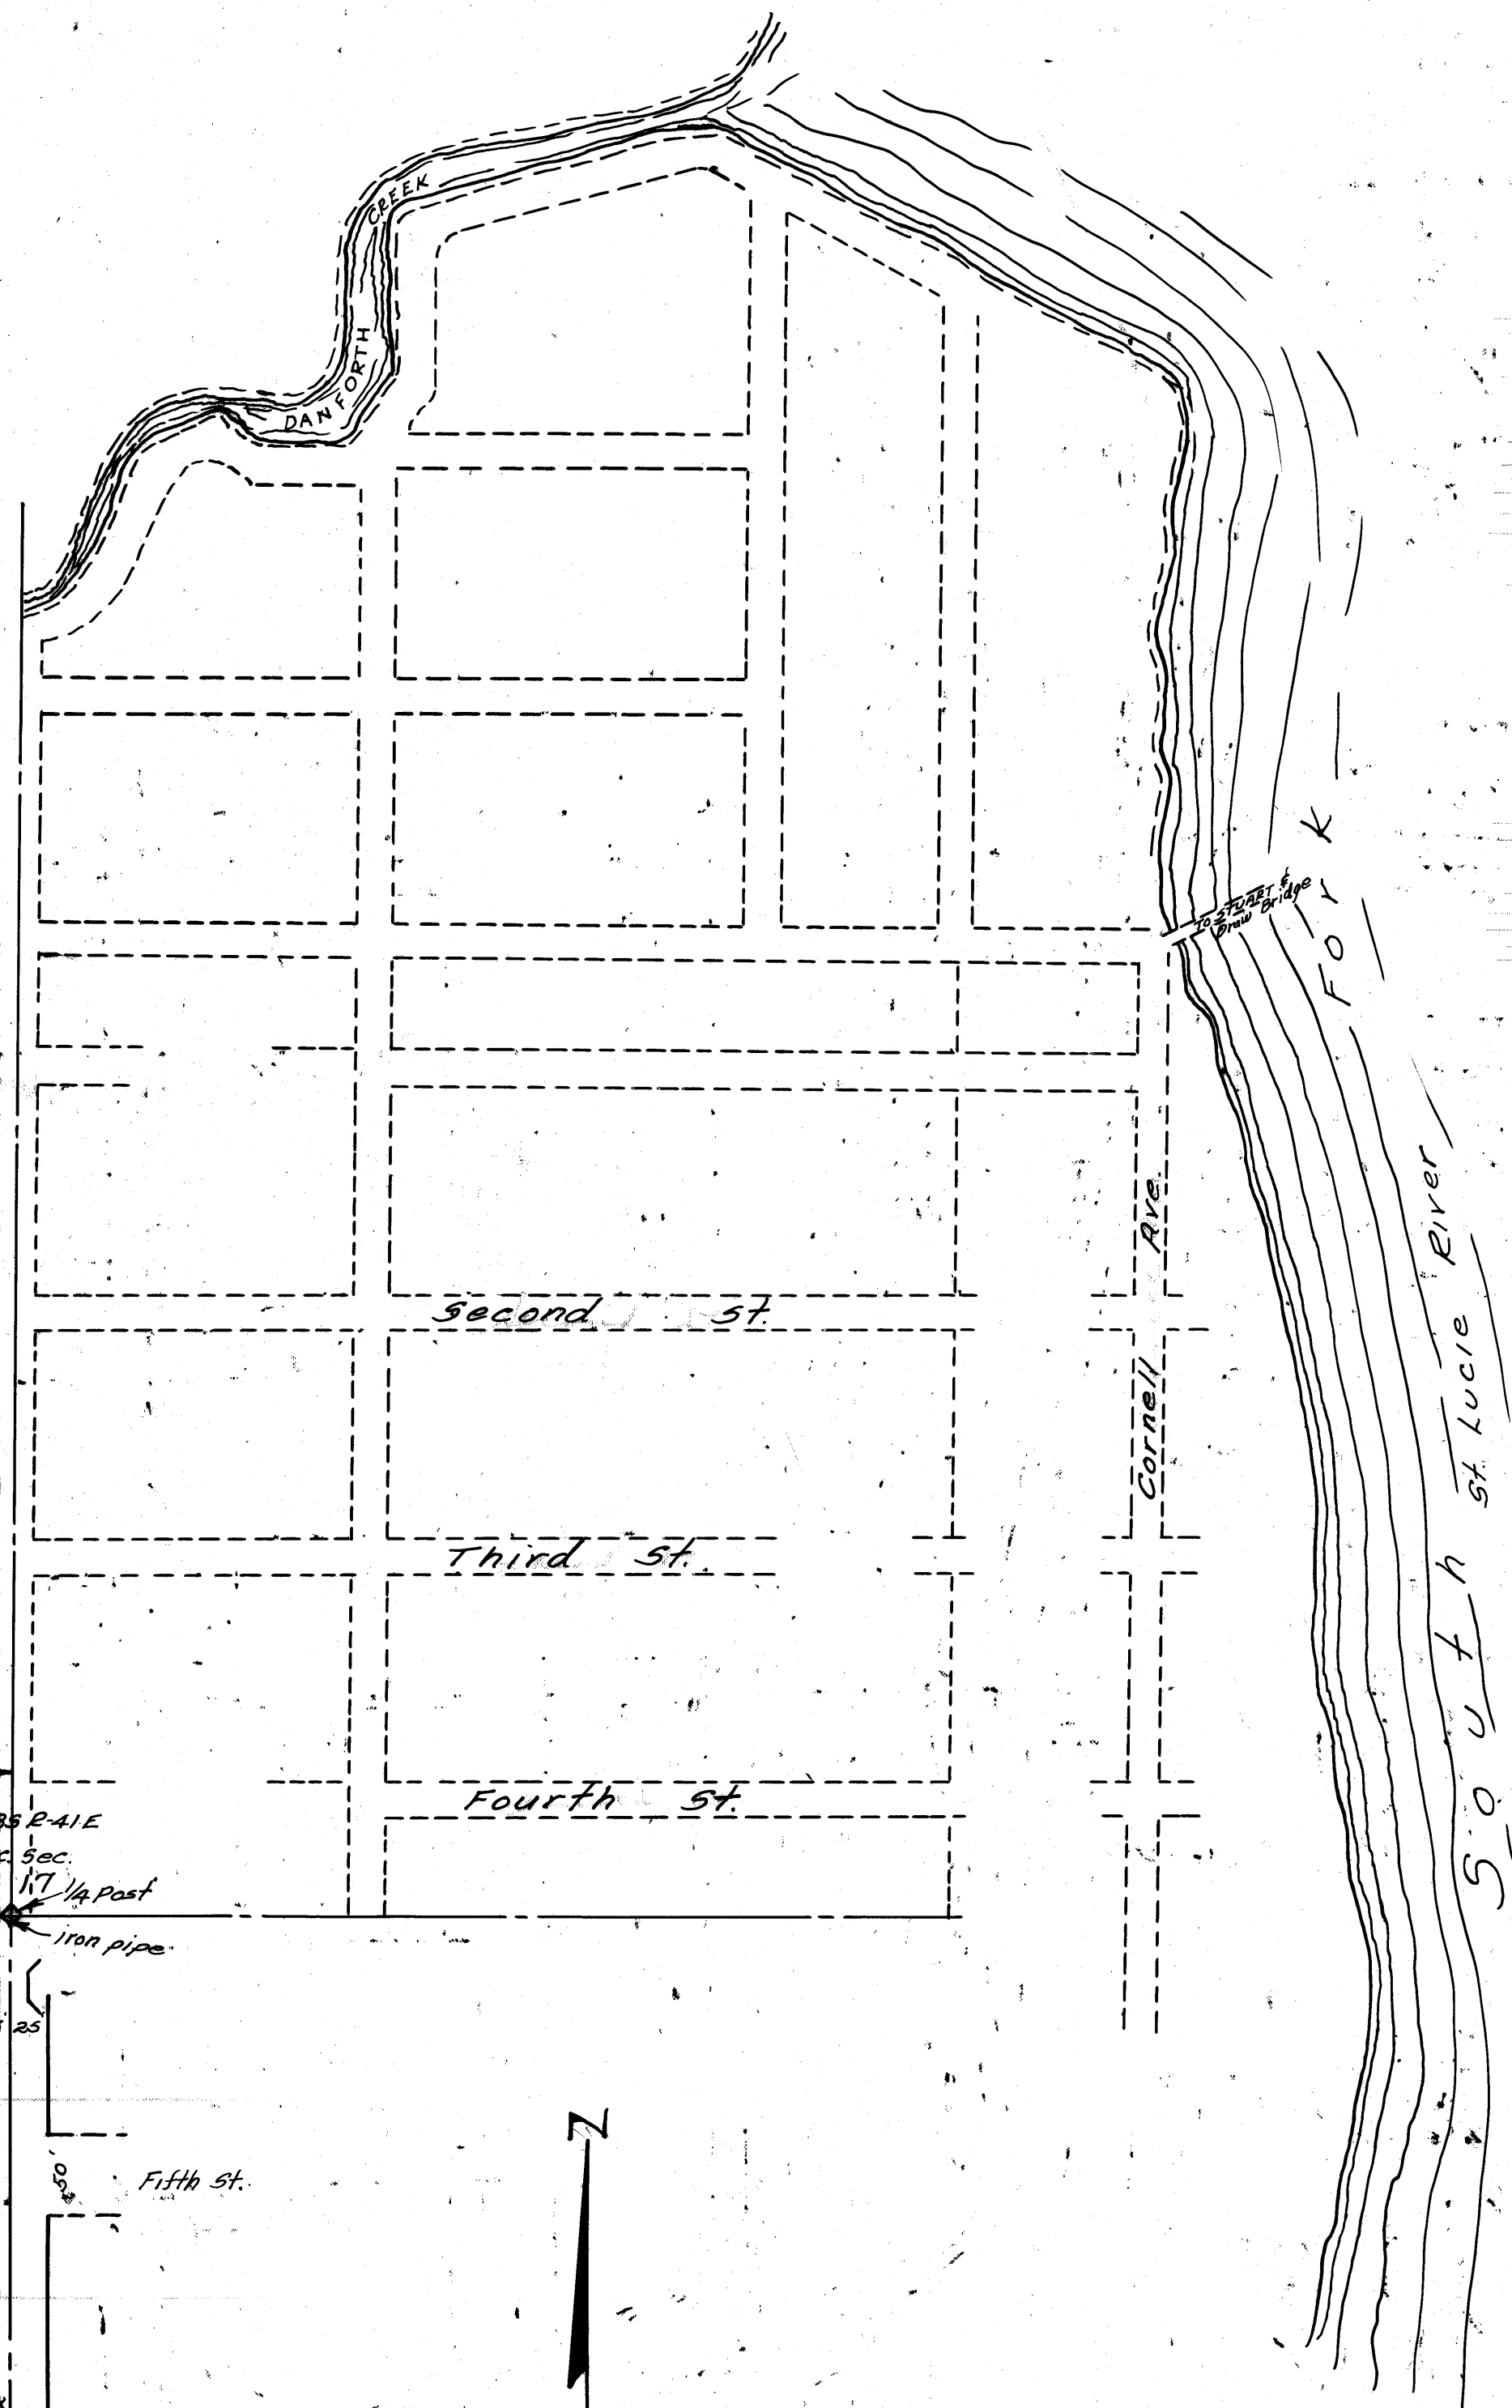 DANFORTH CREEK
TO STUART &
Draw Bridge
South Fork
St. Lucie River
Cornell Ave.
Second St.
Third St.
Fourth St.
R-41E
Sec.
17
1/4 Post
iron pipe
25
50
Fifth St.
N